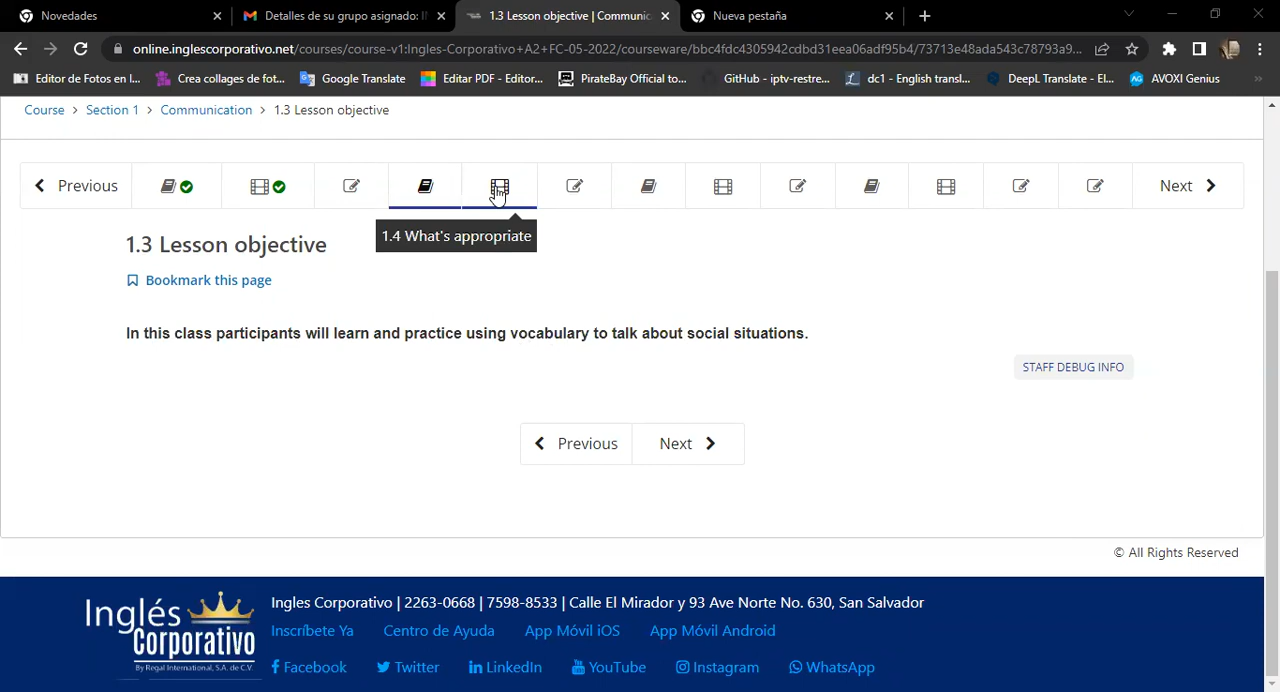 Novedades
Detalles de su grupo asignado: I
1.3 Lesson objective | Communic
Nueva pestaña
online.inglescorporativo.net/courses/course-v1:Ingles-Corporativo+A2+FC-05-2022/courseware/bbc4fdc4305942cdbd31eea06adf95b4/73713e48ada543c78793a9...
Editor de Fotos en l...
Crea collages de fot...
Google Translate
Editar PDF - Editor...
PirateBay Official to...
GitHub - iptv-restre...
dc1 - English transl...
DeepL Translate - El...
AVOXI Genius
»
Course > Section 1 > Communication > 1.3 Lesson objective
Previous
Next
1.4 What's appropriate
1.3 Lesson objective
Bookmark this page
In this class participants will learn and practice using vocabulary to talk about social situations.
STAFF DEBUG INFO
Previous
Next
© All Rights Reserved
Inglés
Corporativo
By Regal International, S.A. de C.V.
Ingles Corporativo | 2263-0668 | 7598-8533 | Calle El Mirador y 93 Ave Norte No. 630, San Salvador
Inscríbete Ya
Centro de Ayuda
App Móvil iOS
App Móvil Android
Facebook
Twitter
LinkedIn
YouTube
Instagram
WhatsApp